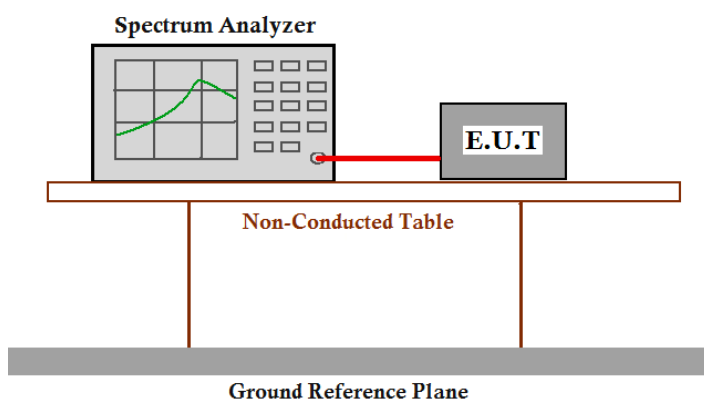 Spectrum Analyzer
E.U.T
Non-Conducted Table
Ground Reference Plane